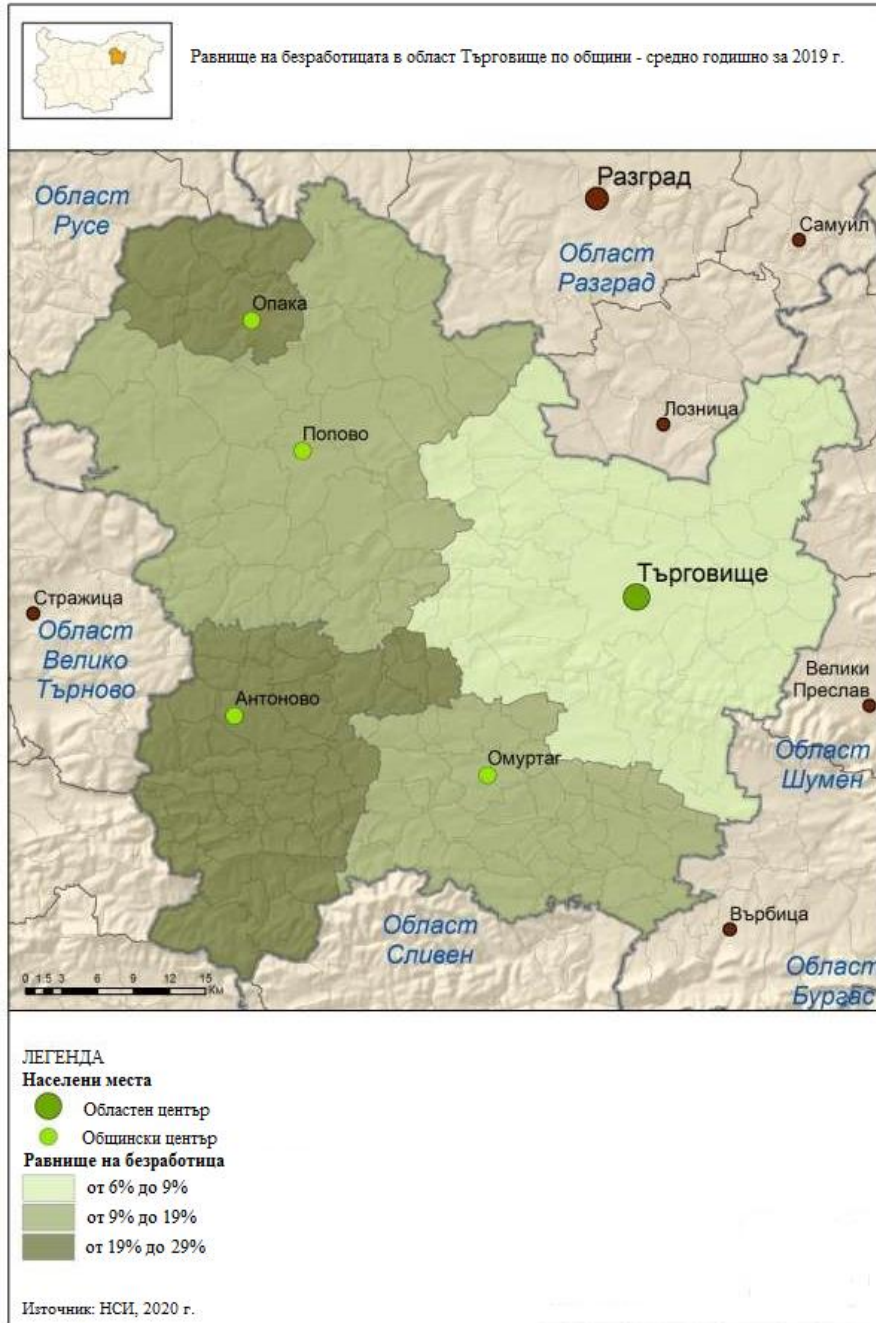 Равнище на безработицата в област Търговище по общини - средно годишно за 2019 г.
Разград
Област
Русе
Самуил
Област
Разград
Опака
Лозница
Попово
Търговище
Стражица
Област
Велико
Търново
Велики
Преслав
Антоново
Омуртаг
Област
Шумен
Върбица
Област
Сливен
Област
Бургас
0 1.5 3 6 9 12 15
Км
ЛЕГЕНДА
Населени места
Областен център
Общински център
Равнище на безработица
от 6% до 9%
от 9% до 19%
от 19% до 29%
Източник: НСИ, 2020 г.